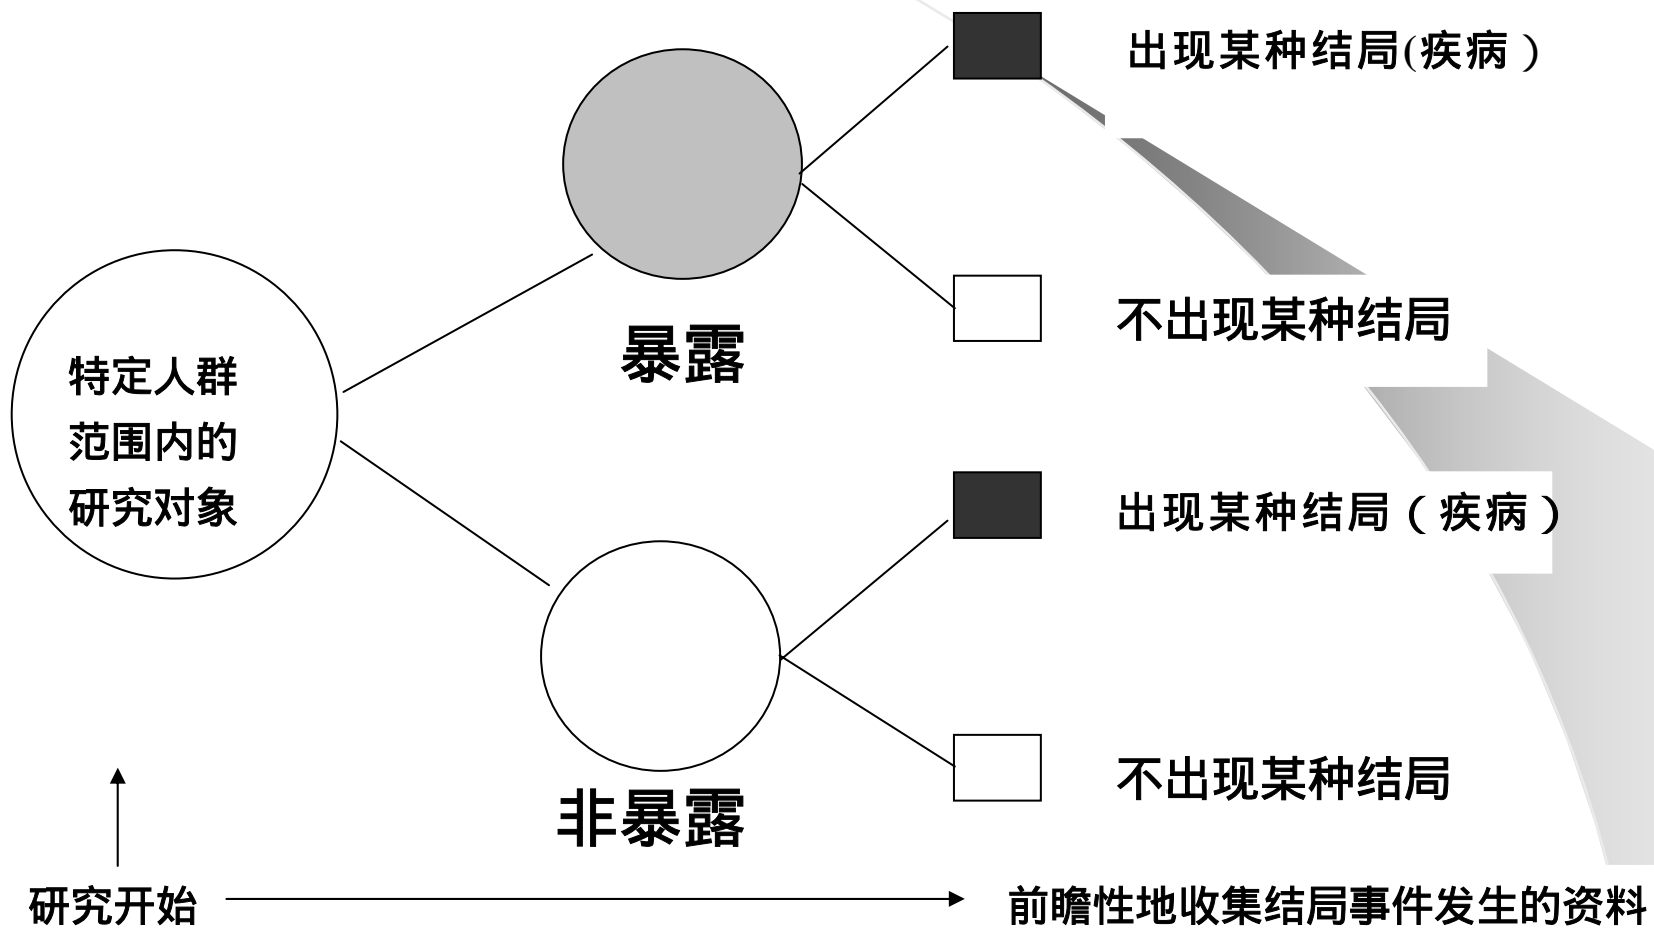 出现某种结局(疾病）
不出现某种结局
暴露
特定人群
范围内的
研究对象
出现某种结局（疾病）
不出现某种结局
非暴露
研究开始
前瞻性地收集结局事件发生的资料